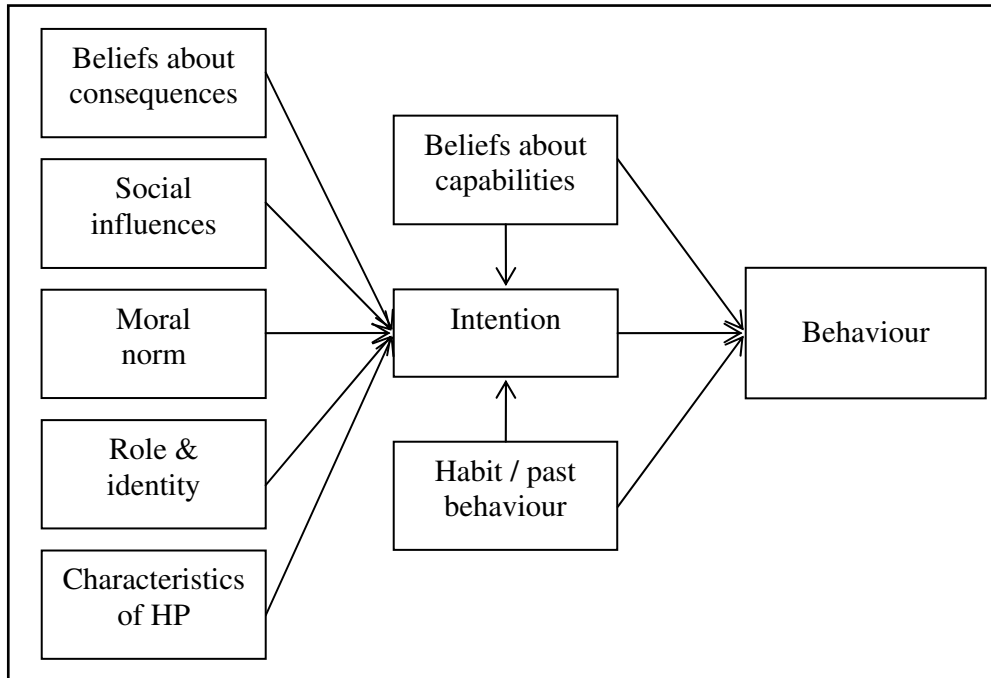 Beliefs about
consequences
Social
influences
Moral
norm
Role &
identity
Characteristics
of HP
Beliefs about
capabilities
Intention
Habit / past
behaviour
Behaviour